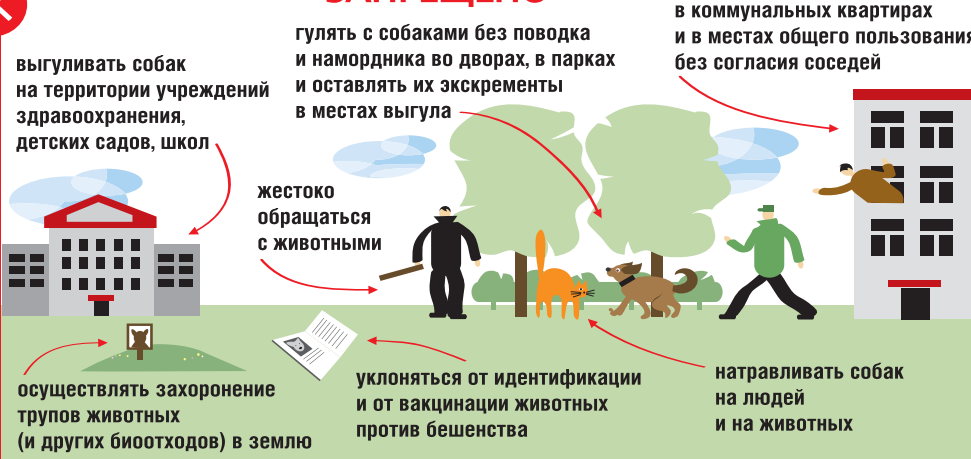 ЗАПРЕЩЕНО
выгуливать собак
на территории учреждений
здравоохранения,
детских садов, школ
гулять с собаками без поводка
и намордника во дворах, в парках
и оставлять их экскременты
в местах выгула
в коммунальных квартирах
и в местах общего пользования
без согласия соседей
жестоко
обращаться
с животными
осуществлять захоронение
трупов животных
(и других биоотходов) в землю
уклоняться от идентификации
и от вакцинации животных
против бешенства
натравливать собак
на людей
и на животных